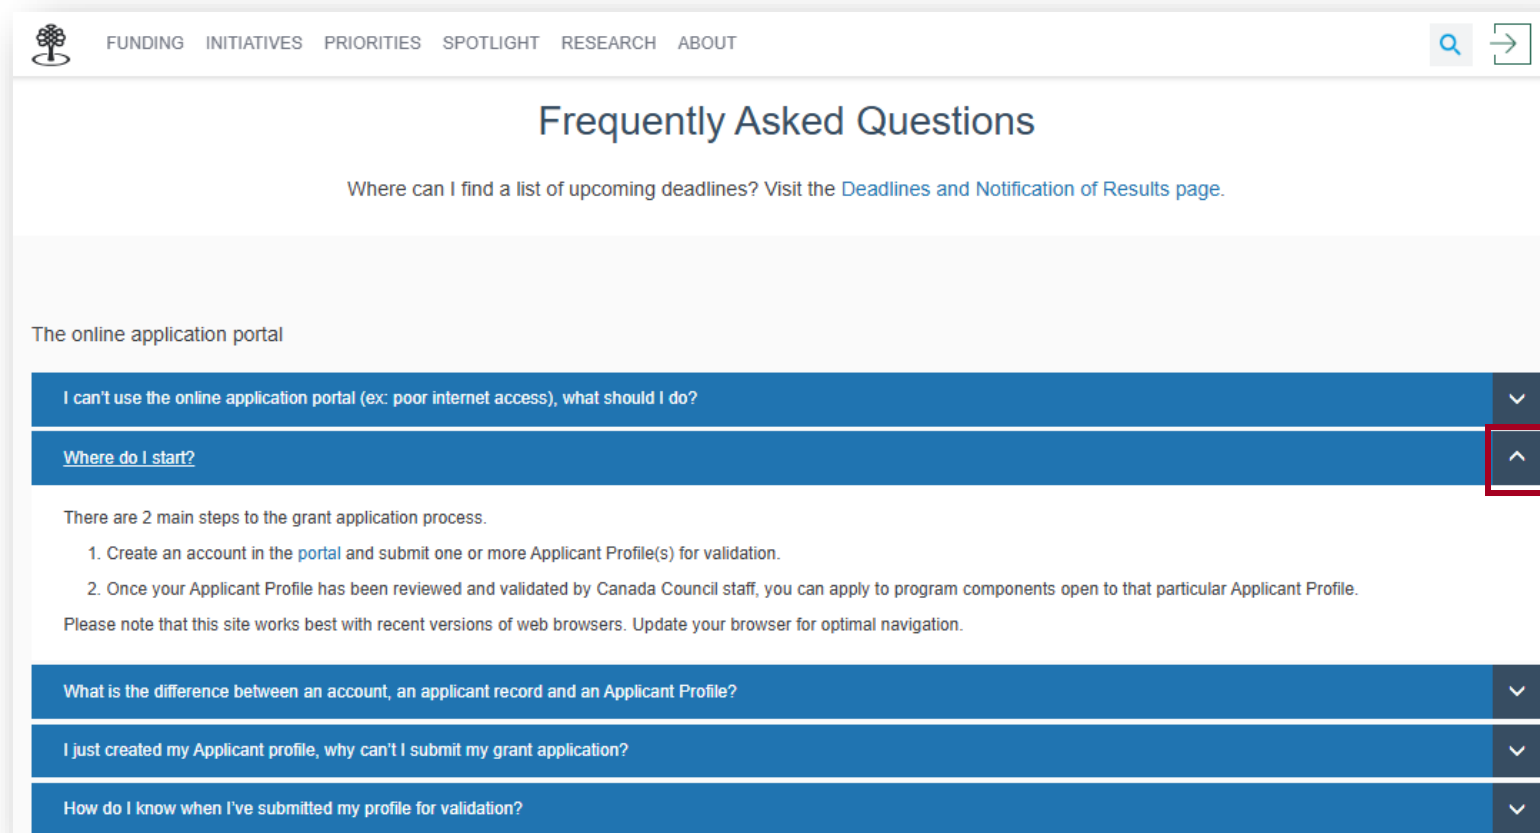 FUNDING INITIATIVES PRIORITIES SPOTLIGHT RESEARCH ABOUT
Frequently Asked Questions
Where can I find a list of upcoming deadlines? Visit the Deadlines and Notification of Results page.
The online application portal
I can't use the online application portal (ex: poor internet access), what should I do?
Where do I start?
There are 2 main steps to the grant application process.
1. Create an account in the portal and submit one or more Applicant Profile(s) for validation.
2. Once your Applicant Profile has been reviewed and validated by Canada Council staff, you can apply to program components open to that particular Applicant Profile.
Please note that this site works best with recent versions of web browsers. Update your browser for optimal navigation.
What is the difference between an account, an applicant record and an Applicant Profile?
I just created my Applicant profile, why can't I submit my grant application?
How do I know when I've submitted my profile for validation?